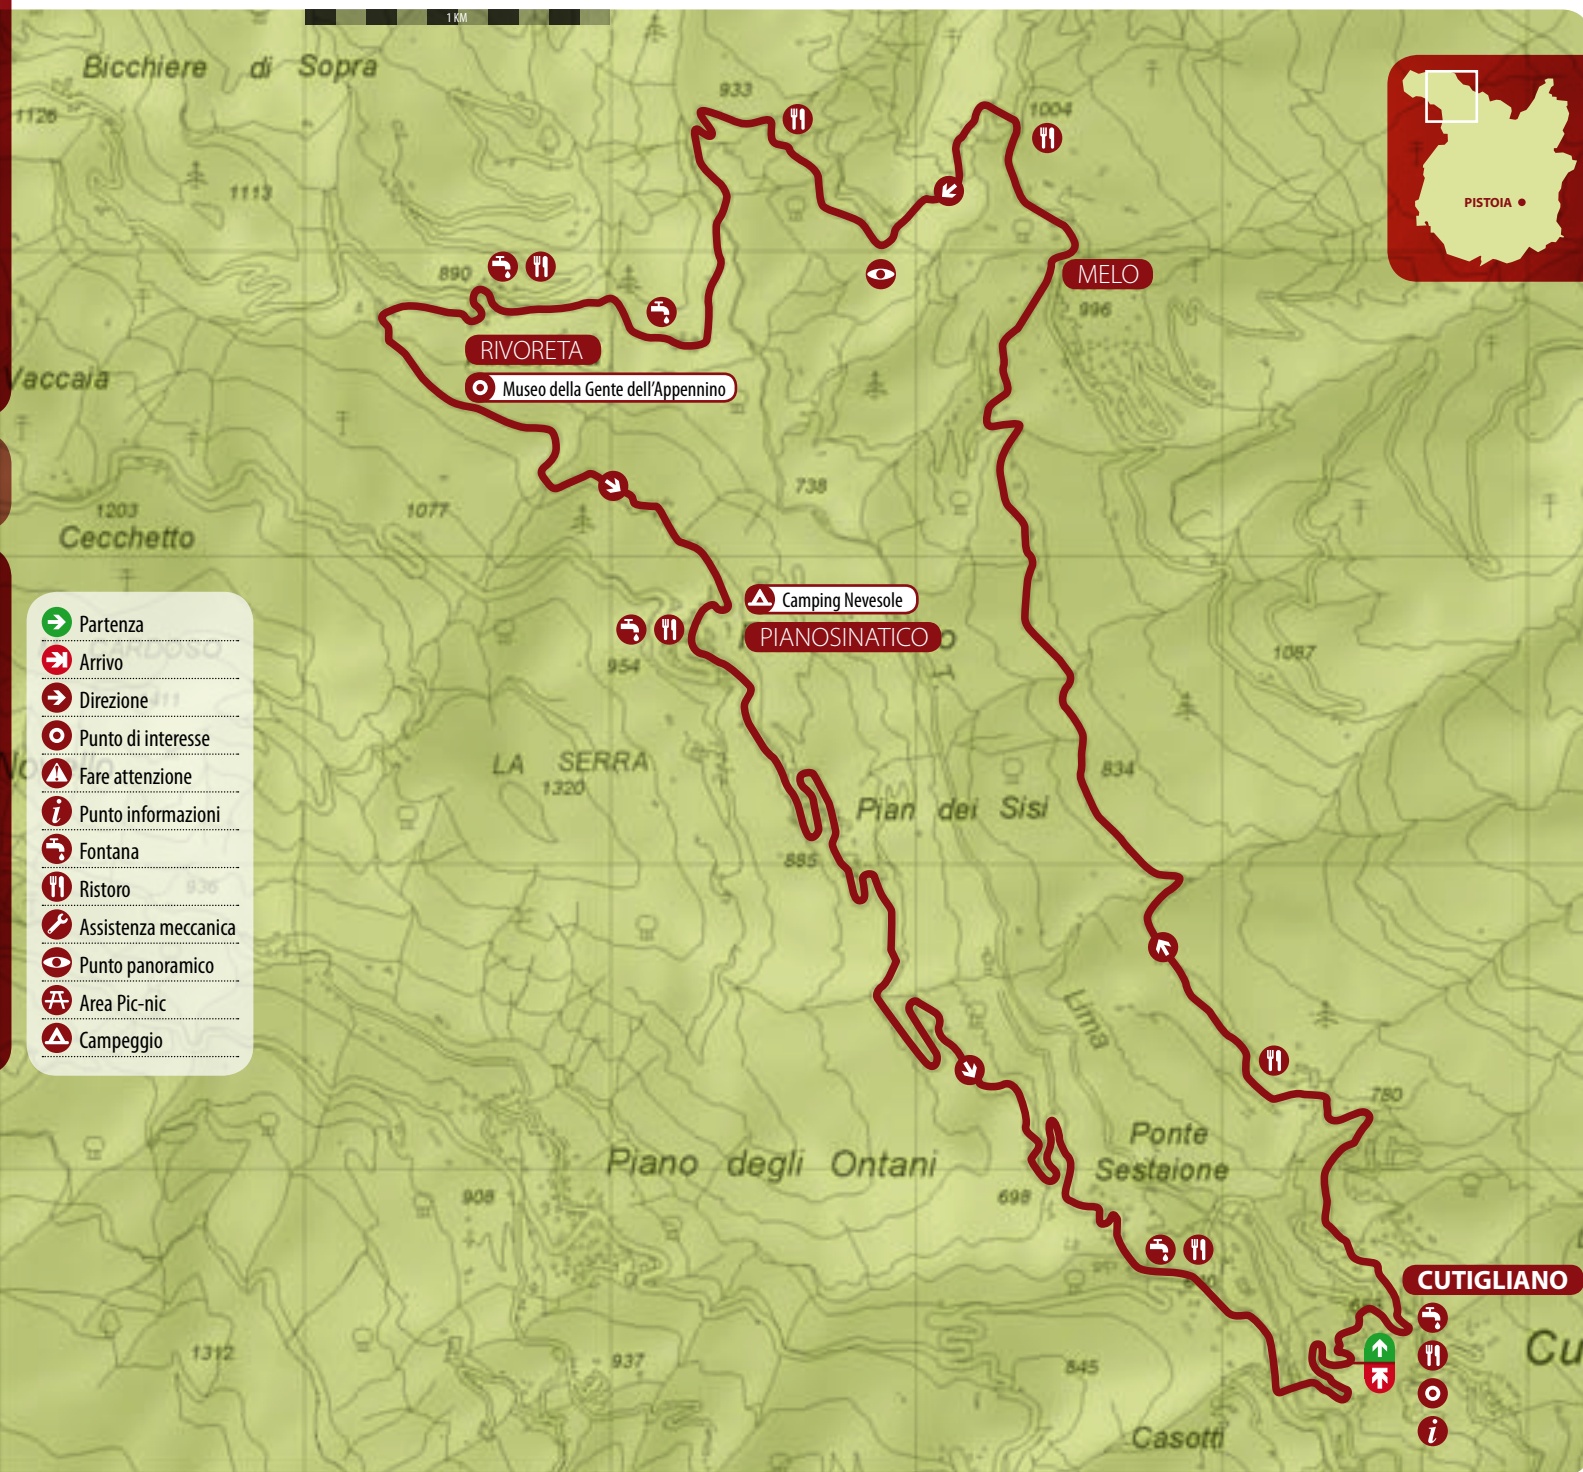 1 KM
Bicchiere di Sopra
933
1004
1126
1113
PISTOIA
890
MELO
996
RIVORETA
Vaccaia
Museo della Gente dell'Appennino
738
1203
1077
Cecchetto
Camping Nevesole
PIANOSINATICO
954
1087
Partenza
Arrivo
Direzione
Punto di interesse
Fare attenzione
Punto informazioni
Fontana
Ristoro
Assistenza meccanica
Punto panoramico
Area Pic-nic
Campeggio
936
LA SERRA
1320
834
Pian dei Sisi
885
Lima
780
Ponte
Sestaione
Piano degli Ontani
908
698
CUTIGLIANO
1312
937
845
Cu
Casotti